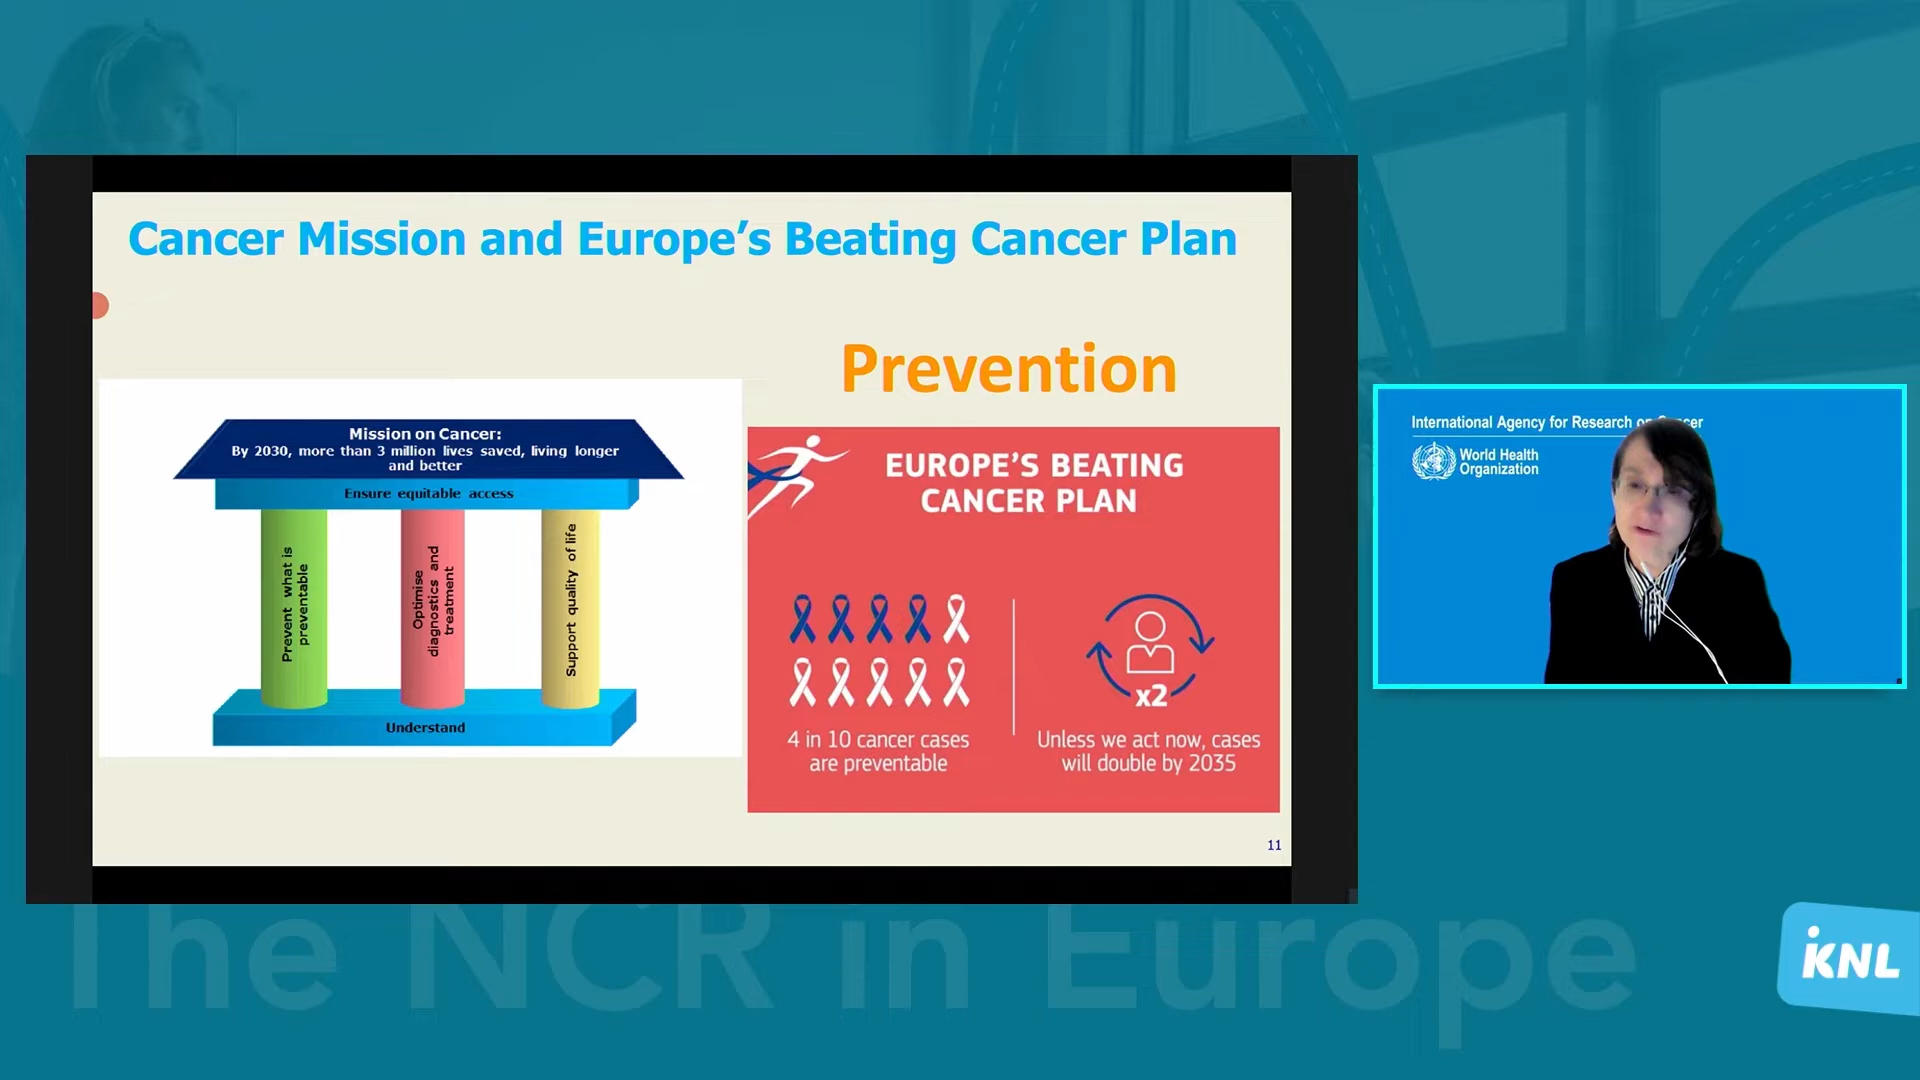 Cancer Mission and Europe's Beating Cancer Plan
Prevention
Mission on Cancer:
By 2030, more than 3 million lives saved, living longer
and better
Ensure equitable access
Prevent what is
preventable
Optimise
diagnostics and
treatment
Support quality of life
Understand
EUROPE'S BEATING
CANCER PLAN
x2
4 in 10 cancer cases
are preventable
Unless we act now, cases
will double by 2035
11
International Agency for Research on Cancer
World Health
Organization
The NCR in Europe
iKNL